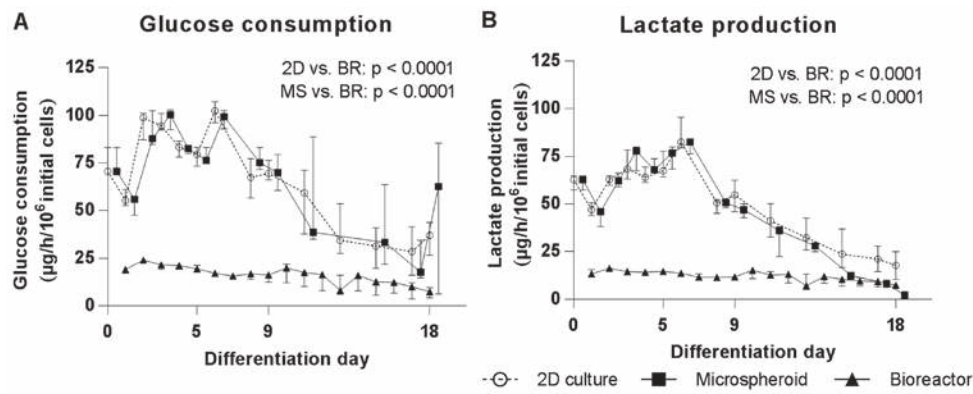 A
Glucose consumption
2D vs. BR: p < 0.0001
MS vs. BR: p < 0.0001
Glucose consumption
(µg/h/10⁶ initial cells)
125
100
75
50
25
0
0
5
9
18
Differentiation day
B
Lactate production
2D vs. BR: p < 0.0001
MS vs. BR: p < 0.0001
Lactate production
(µg/h/10⁶ initial cells)
125
100
75
50
25
0
0
5
9
18
Differentiation day
2D culture
Microspheroid
Bioreactor